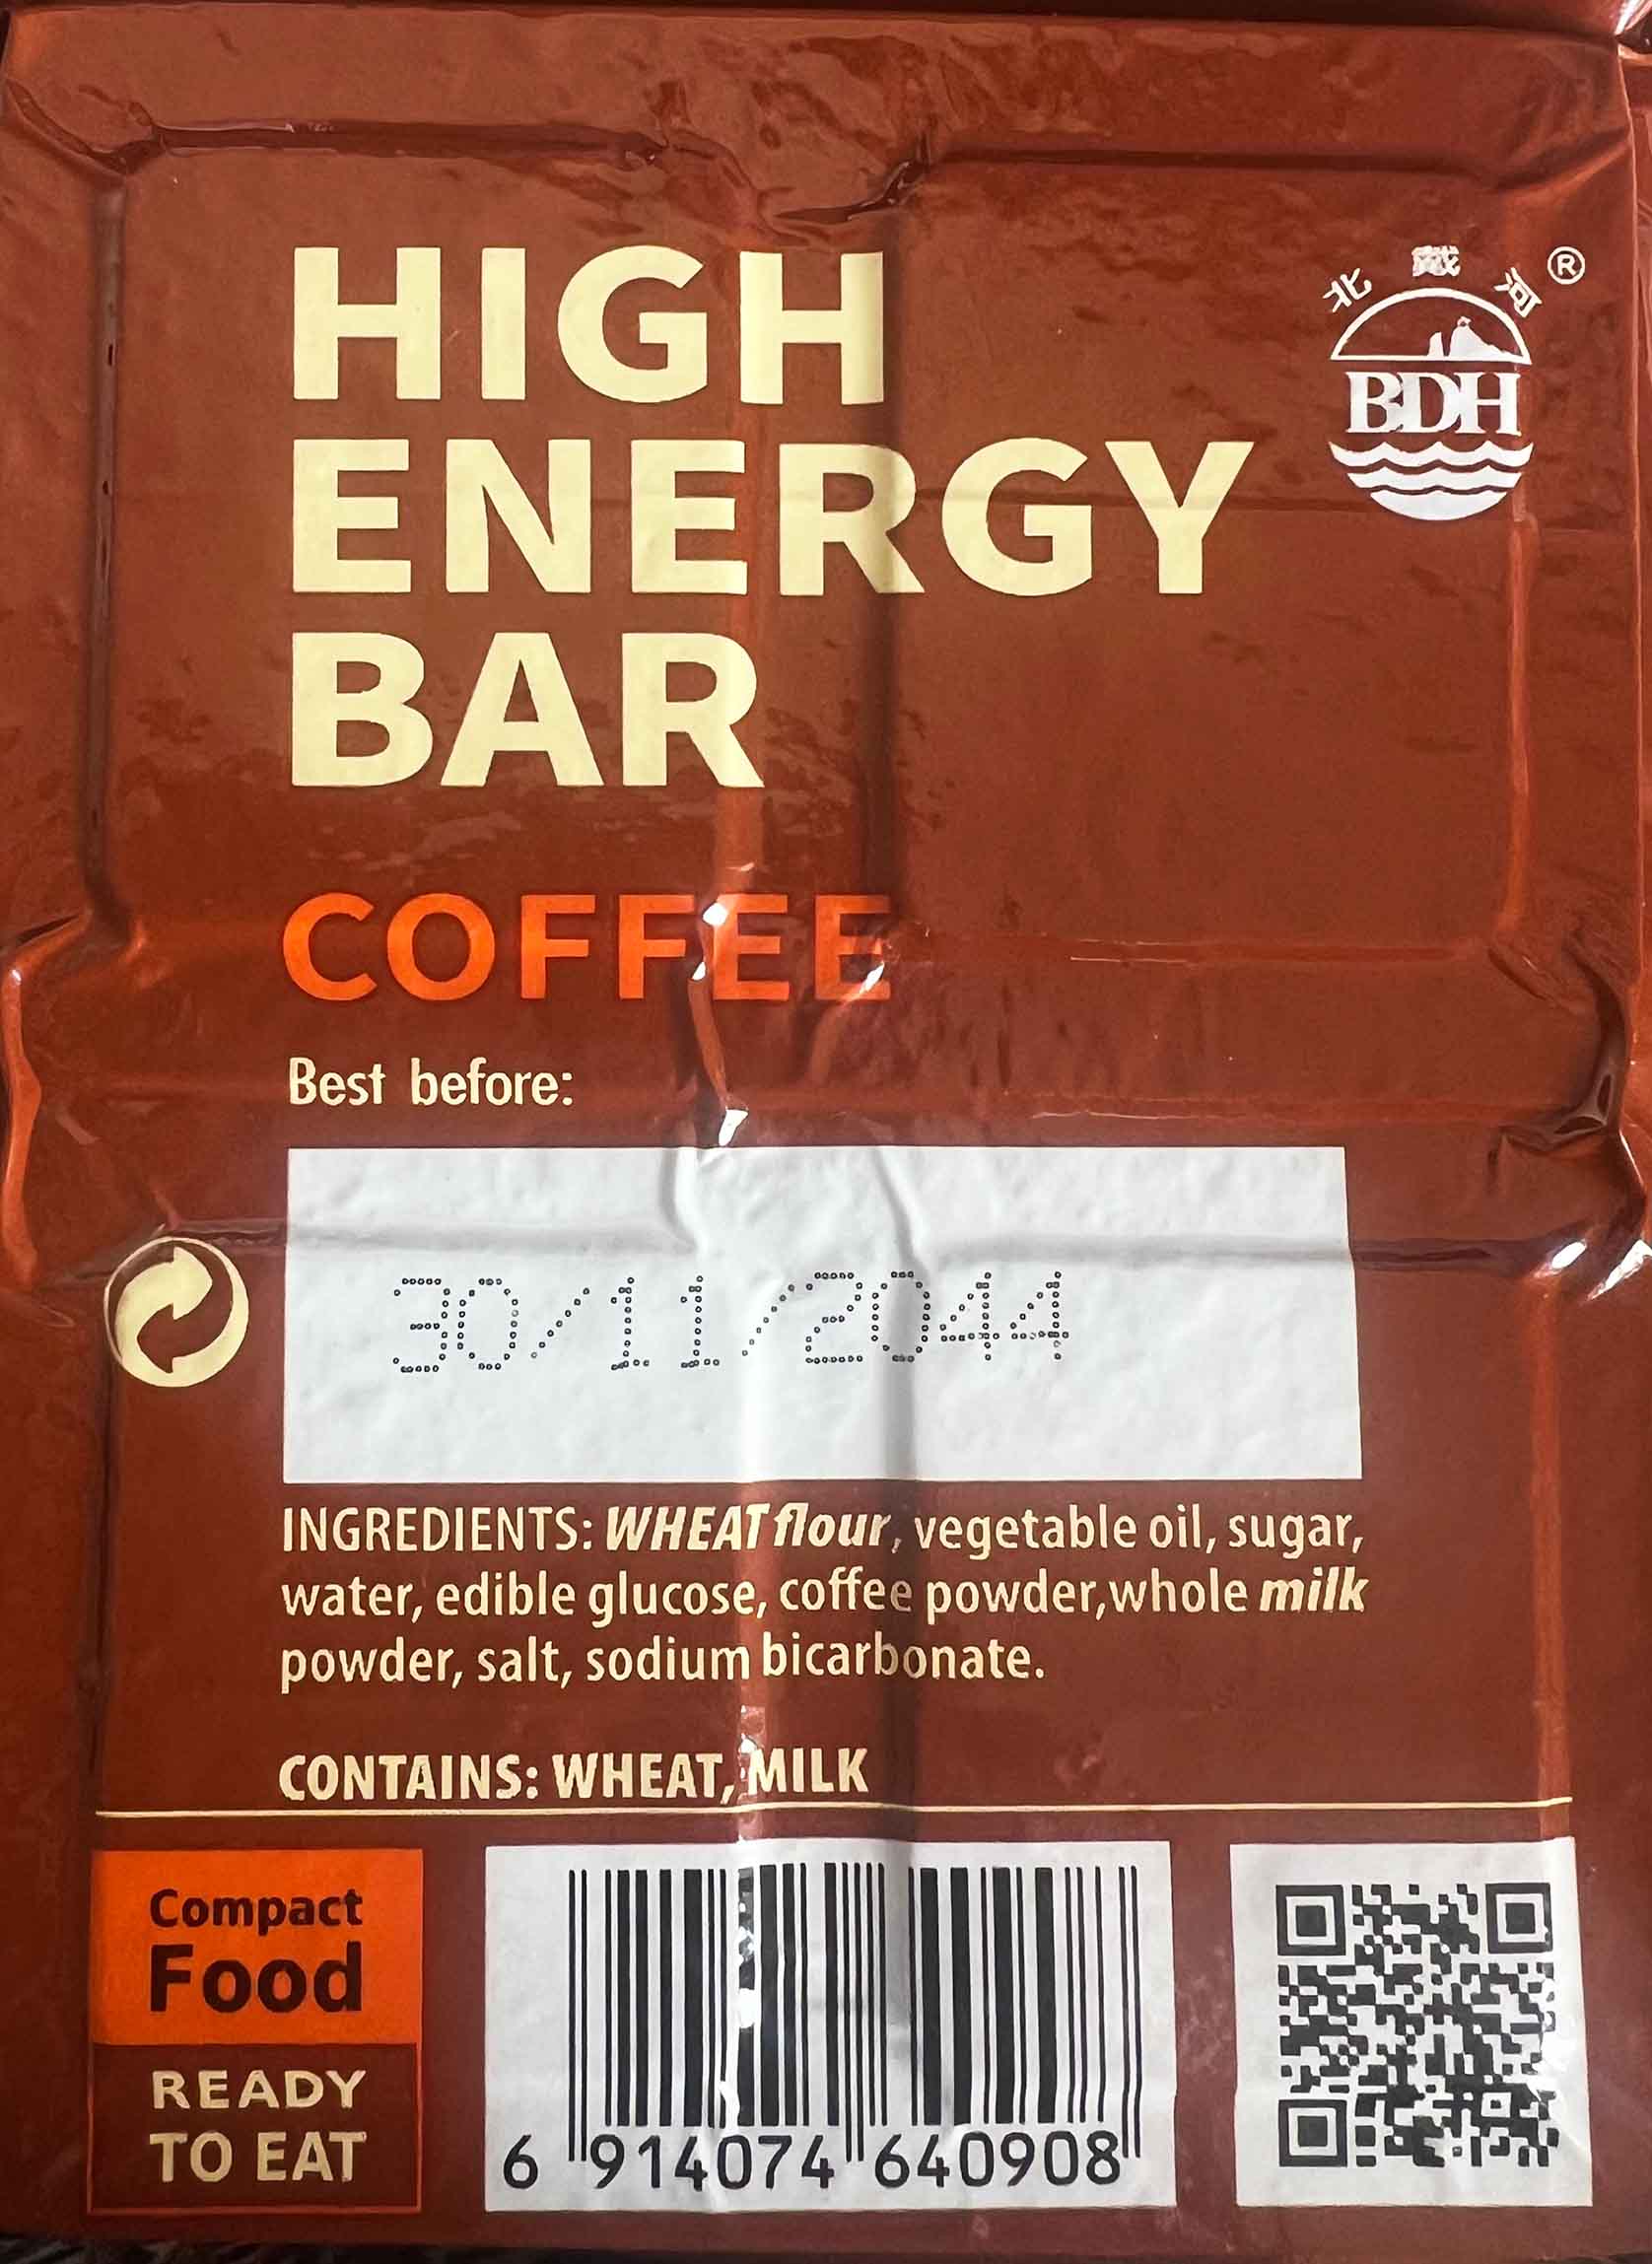 HIGH
ENERGY
BAR
北戴河®
BDH
COFFEE
Best before:
30/11/2044
INGREDIENTS: WHEAT flour, vegetable oil, sugar,
water, edible glucose, coffee powder,whole milk
powder, salt, sodium bicarbonate.
CONTAINS: WHEAT, MILK
Compact
Food
READY
TO EAT
6 914074 640908